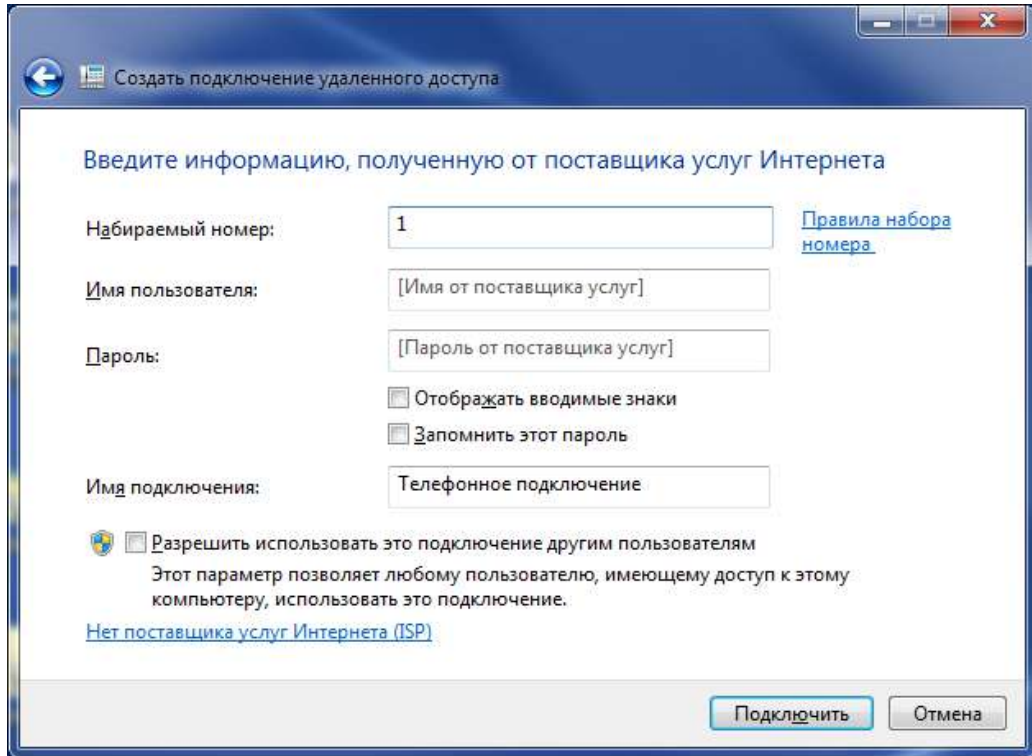 Создать подключение удаленного доступа
Введите информацию, полученную от поставщика услуг Интернета
Набираемый номер:
1
Правила набора
номера
Имя пользователя:
[Имя от поставщика услуг]
Пароль:
[Пароль от поставщика услуг]
Отображать вводимые знаки
Запомнить этот пароль
Имя подключения:
Телефонное подключение
Разрешить использовать это подключение другим пользователям
Этот параметр позволяет любому пользователю, имеющему доступ к этому
компьютеру, использовать это подключение.
Нет поставщика услуг Интернета (ISP)
Подключить
Отмена